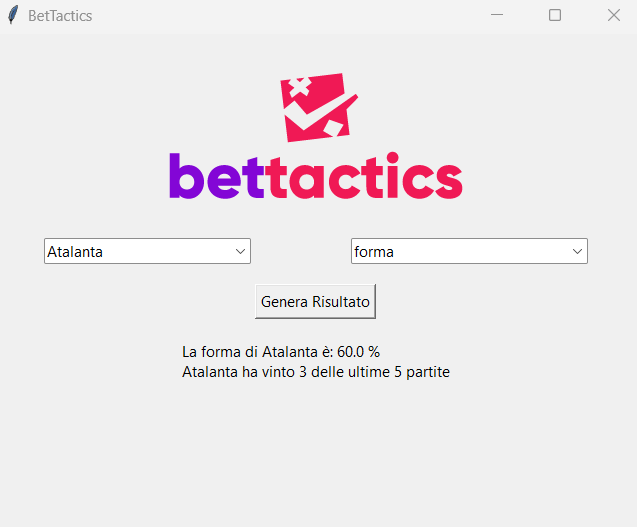 BetTactics
bettactics
Atalanta
forma
Genera Risultato
La forma di Atalanta è: 60.0 %
Atalanta ha vinto 3 delle ultime 5 partite